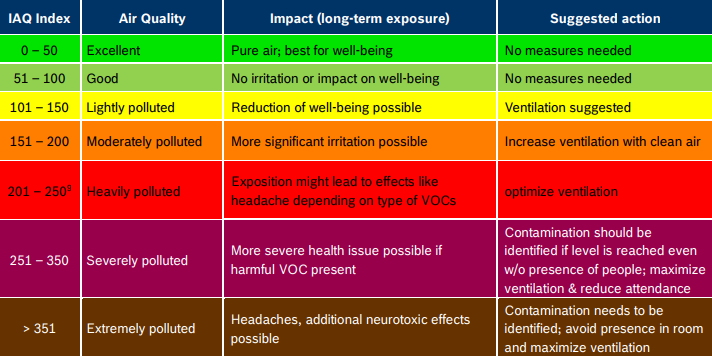 IAQ Index Air Quality Impact (long-term exposure) Suggested action
0 – 50 Excellent Pure air; best for well-being No measures needed
51 – 100 Good No irritation or impact on well-being No measures needed
101 – 150 Lightly polluted Reduction of well-being possible Ventilation suggested
151 – 200 Moderately polluted More significant irritation possible Increase ventilation with clean air
201 – 250⁹ Heavily polluted Exposition might lead to effects like
headache depending on type of VOCs optimize ventilation
251 – 350 Severely polluted More severe health issue possible if
harmful VOC present Contamination should be
identified if level is reached even
w/o presence of people; maximize
ventilation & reduce attendance
> 351 Extremely polluted Headaches, additional neurotoxic effects
possible Contamination needs to be
identified; avoid presence in room
and maximize ventilation